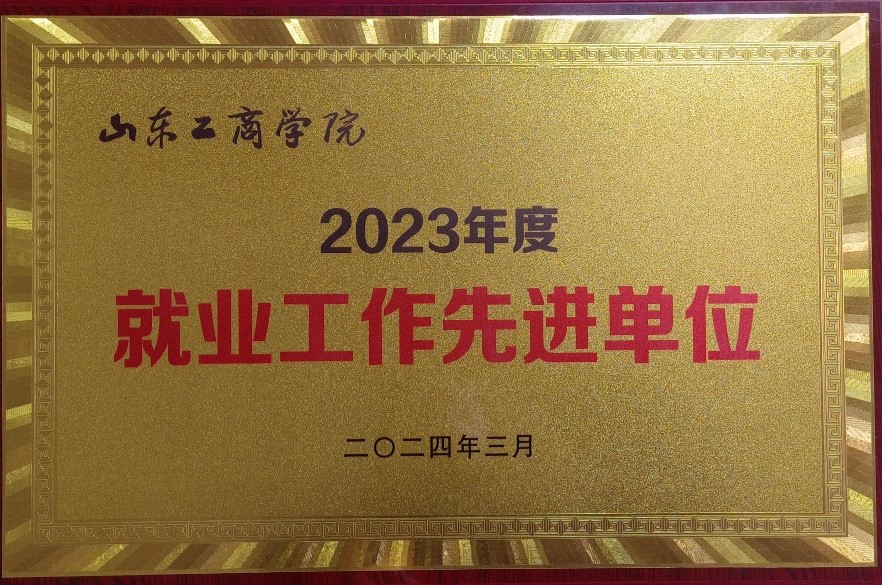 山东工商学院
2023年度
就业工作先进单位
二〇二四年三月